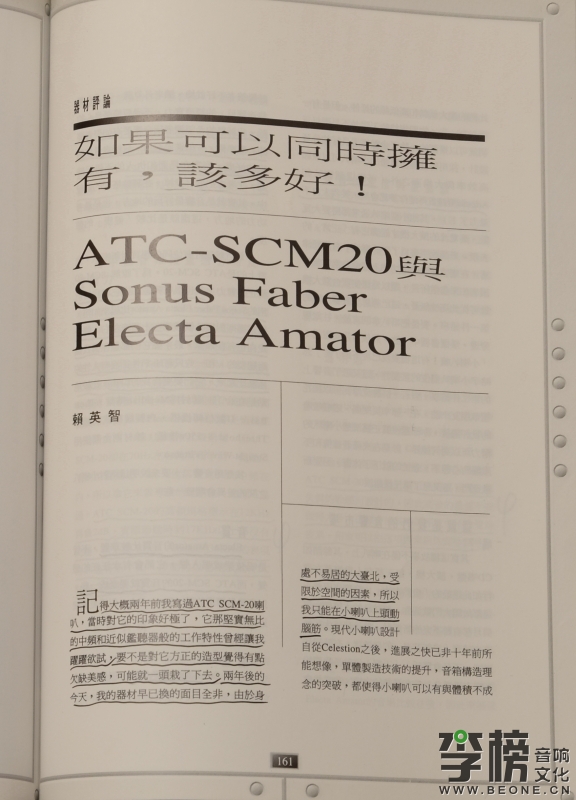 器材評論
如果可以同時擁
有，該多好！
ATC-SCM20與
Sonus Faber
Electa Amator
賴英智
記得大概兩年前我寫過ATC SCM-20喇
叭，當時對它的印象好極了，它那堅實無比
的中頻和近似鑑聽器般的工作特性曾經讓我
躍躍欲試，要不是對它方正的造型覺得有點
欠缺美感，可能就一頭栽了下去。兩年後的
今天，我的器材早已換的面目全非，由於身
處不易居的大臺北，受
限於空間的因素，所以
我只能在小喇叭上頭動
腦筋。現代小喇叭設計
自從Celestion之後，進展之快已非十年前所
能想像，單體製造技術的提升，音箱構造理
念的突破，都使得小喇叭可以有與體積不成
161
李榜 音响文化
WWW.BEONE.CN